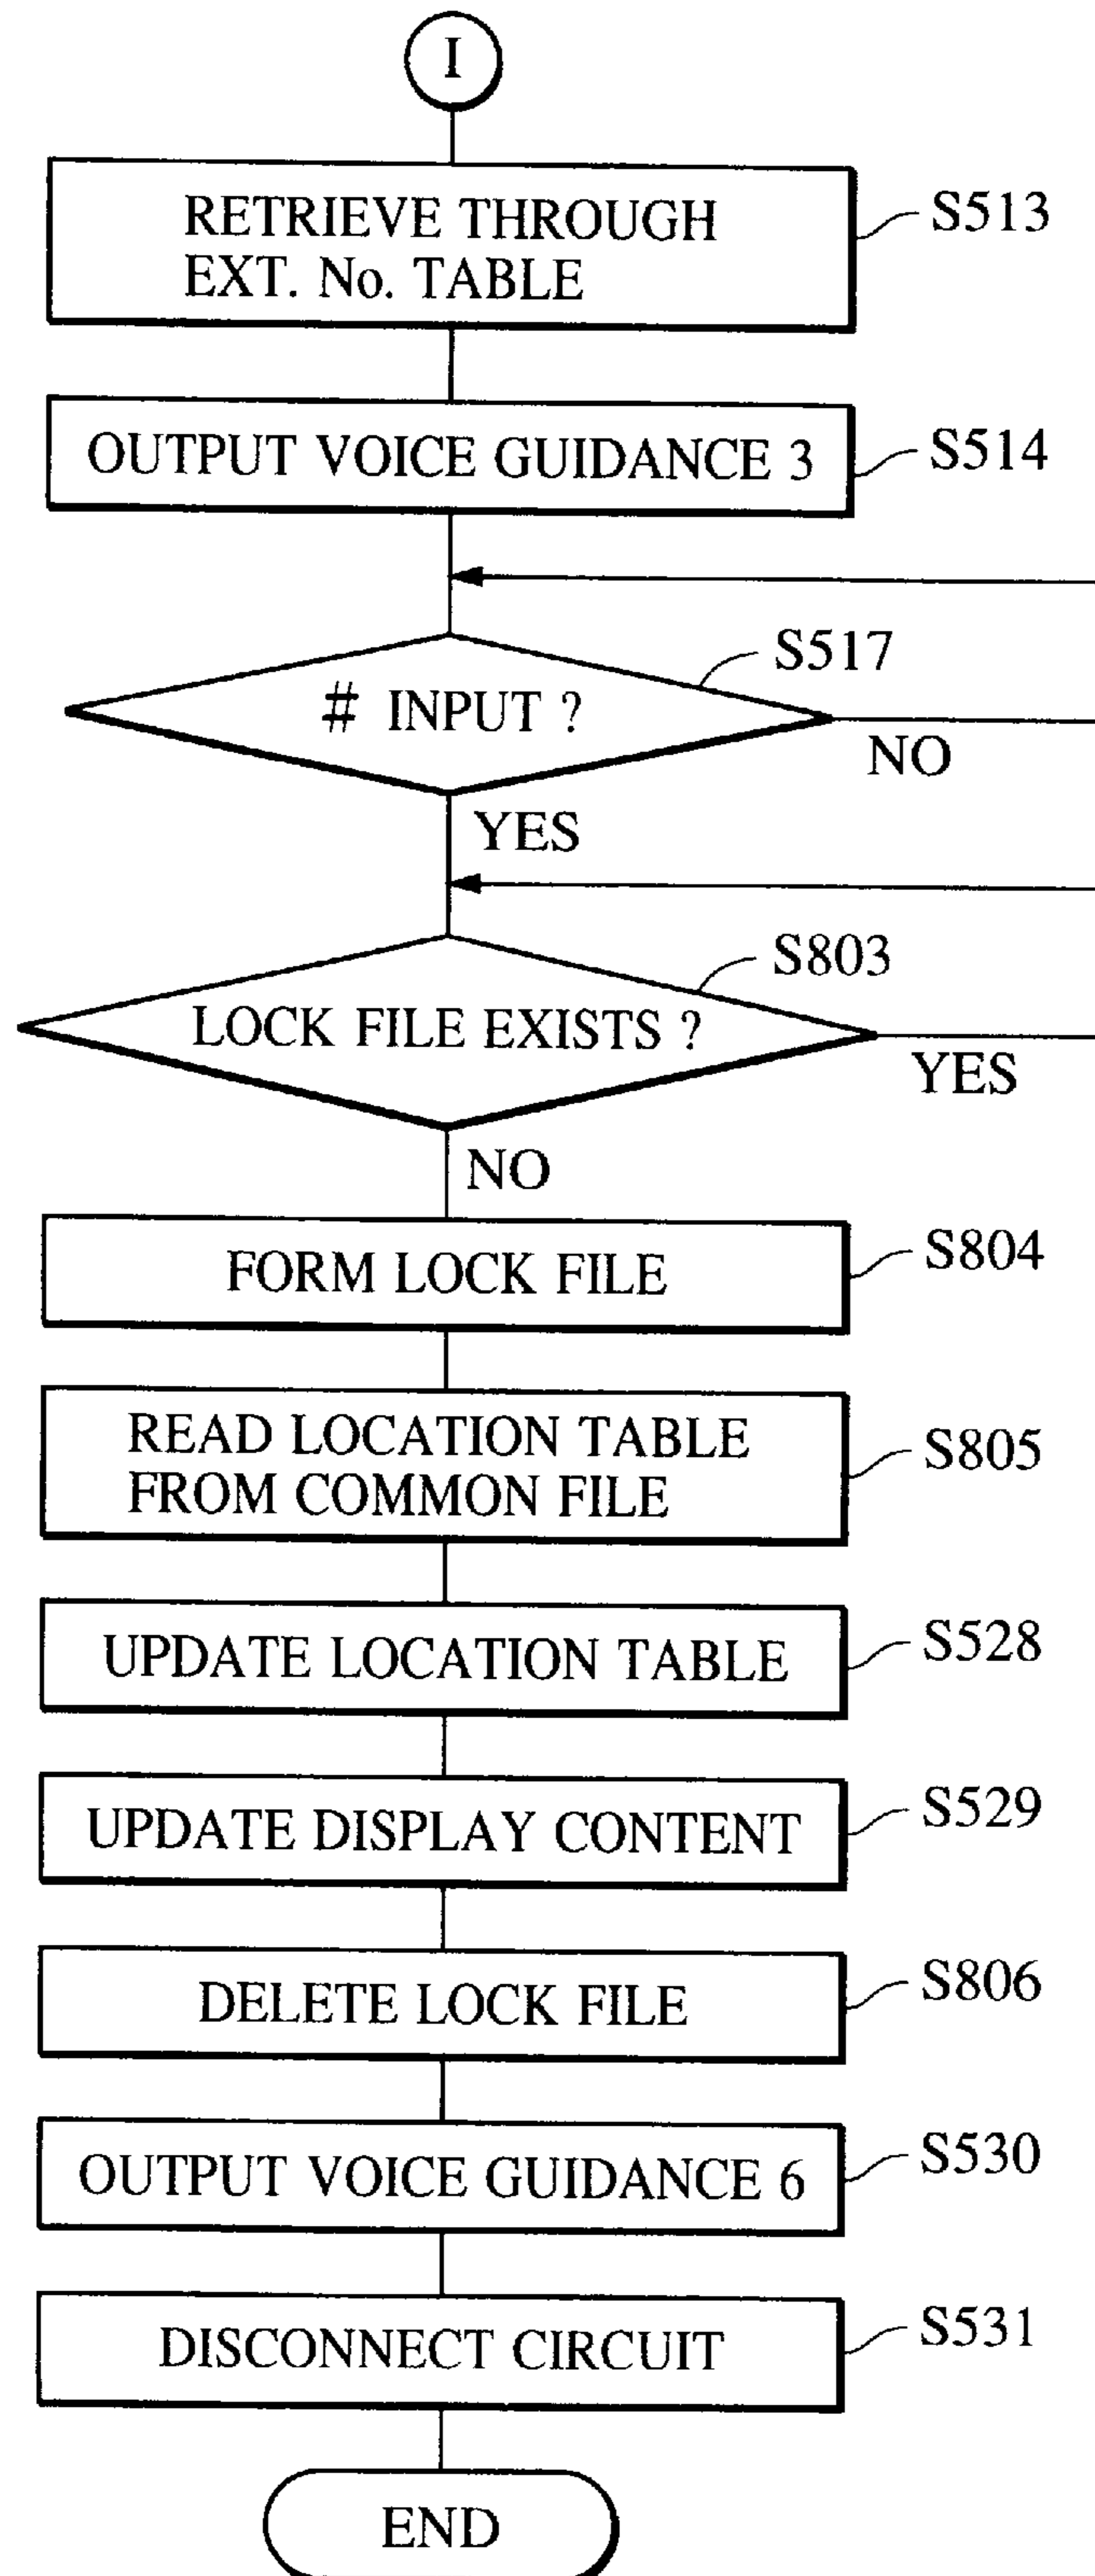 I
RETRIEVE THROUGH
EXT. No. TABLE
S513
OUTPUT VOICE GUIDANCE 3
S514
S517
# INPUT ?
NO
YES
S803
LOCK FILE EXISTS ?
YES
NO
FORM LOCK FILE
S804
READ LOCATION TABLE
FROM COMMON FILE
S805
UPDATE LOCATION TABLE
S528
UPDATE DISPLAY CONTENT
S529
DELETE LOCK FILE
S806
OUTPUT VOICE GUIDANCE 6
S530
DISCONNECT CIRCUIT
S531
END